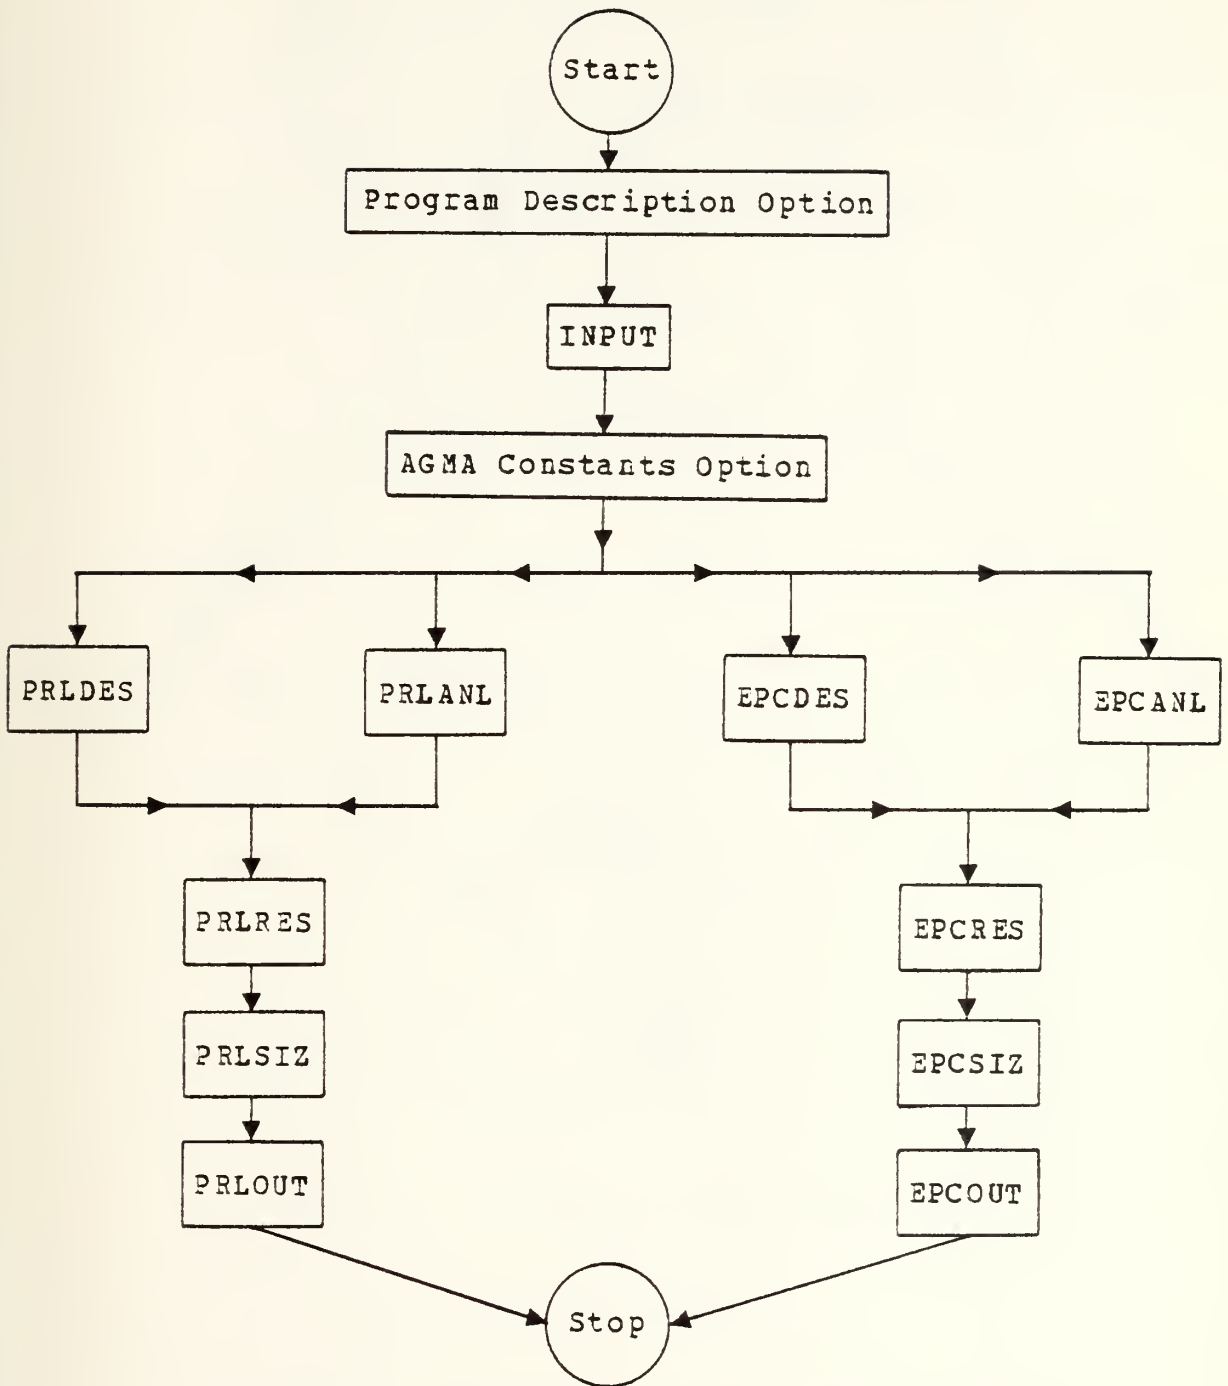 Start
Program Description Option
INPUT
AGMA Constants Option
PRLDES
PRLANL
EPCDES
EPCANL
PRLRES
EPCRES
PRLSIZ
EPCSIZ
PRLOUT
EPCOUT
Stop